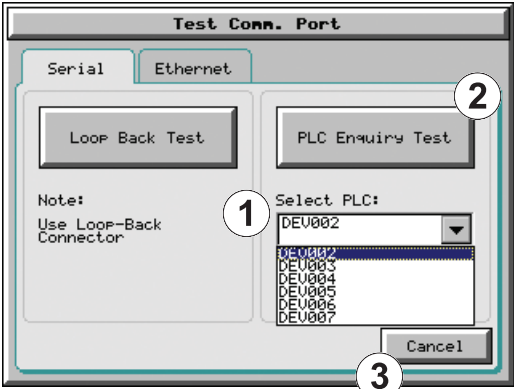 Test Comm. Port
Serial
Ethernet
2
Loop Back Test
PLC Enquiry Test
Note:
Use Loop-Back
Connector
1
Select PLC:
DEV002
DEV002
DEV003
DEV004
DEV005
DEV006
DEV007
Cancel
3